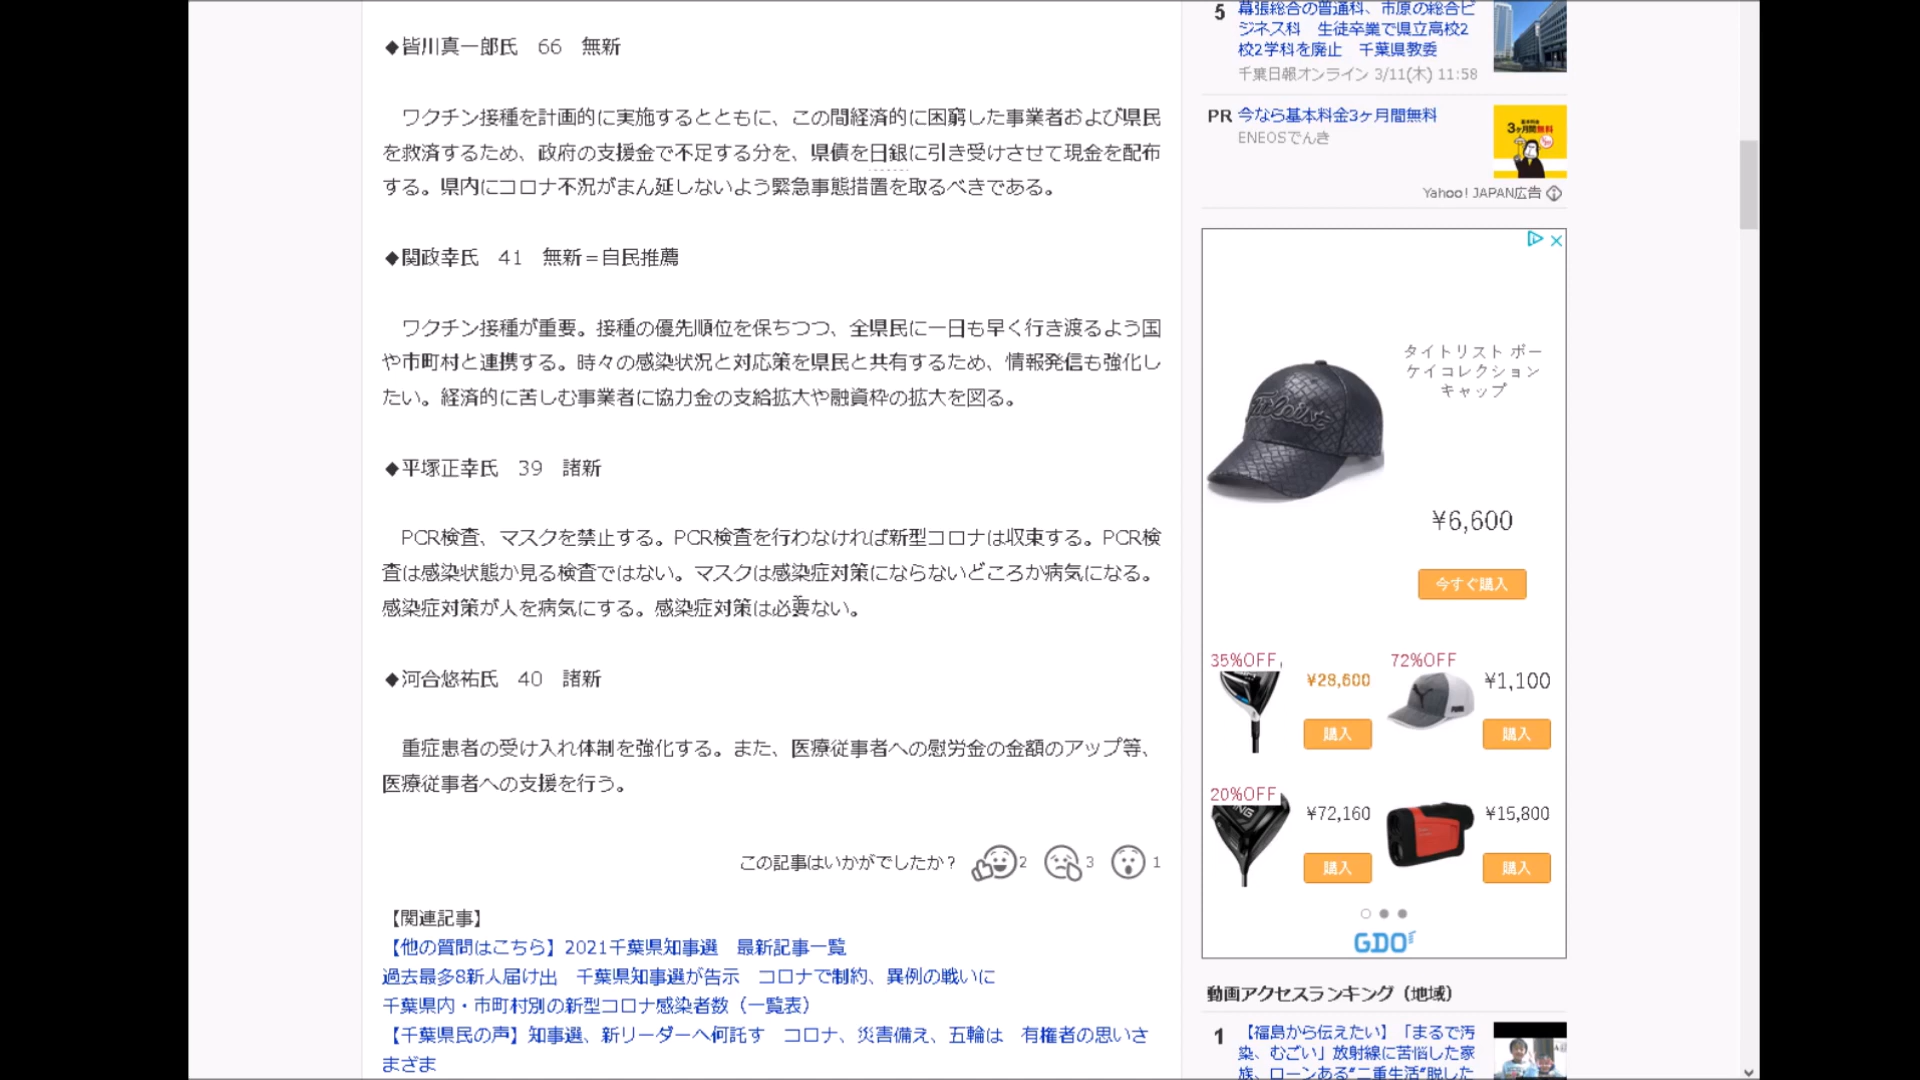 ◆皆川真一郎氏　66　無新
　ワクチン接種を計画的に実施するとともに、この間経済的に困窮した事業者および県民
を救済するため、政府の支援金で不足する分を、県債を日銀に引き受けさせて現金を配布
する。県内にコロナ不況がまん延しないよう緊急事態措置を取るべきである。
◆関政幸氏　41　無新＝自民推薦
　ワクチン接種が重要。接種の優先順位を保ちつつ、全県民に一日も早く行き渡るよう国
や市町村と連携する。時々の感染状況と対応策を県民と共有するため、情報発信も強化し
たい。経済的に苦しむ事業者に協力金の支給拡大や融資枠の拡大を図る。
◆平塚正幸氏　39　諸新
　PCR検査、マスクを禁止する。PCR検査を行わなければ新型コロナは収束する。PCR検
査は感染状態か見る検査ではない。マスクは感染症対策にならないどころか病気になる。
感染症対策が人を病気にする。感染症対策は必要ない。
◆河合悠祐氏　40　諸新
　重症患者の受け入れ体制を強化する。また、医療従事者への慰労金の金額のアップ等、
医療従事者への支援を行う。
この記事はいかがでしたか？ 2 3 1
【関連記事】
【他の質問はこちら】2021千葉県知事選　最新記事一覧
過去最多8新人届け出　千葉県知事選が告示　コロナで制約、異例の戦いに
千葉県内・市町村別の新型コロナ感染者数（一覧表）
【千葉県民の声】知事選、新リーダーへ何託す　コロナ、災害備え、五輪は　有権者の思いさ
まざま
5 幕張総合の普通科、市原の総合ビ
ジネス科　生徒卒業で県立高校2
校2学科を廃止　千葉県教委
千葉日報オンライン 3/11(木) 11:58
PR 今なら基本料金3ヶ月間無料
ENEOSでんき
3ヶ月無料
Yahoo! JAPAN広告
タイトリスト ボー
ケイコレクション
キャップ
Titleist
¥6,600
今すぐ購入
35%OFF
¥28,600
購入
72%OFF
¥1,100
購入
20%OFF
PING
¥72,160
購入
¥15,800
購入
GDO
動画アクセスランキング（地域）
1 【福島から伝えたい】「まるで汚
染、むごい」放射線に苦悩した家
族、ローンある“二重生活”脱した